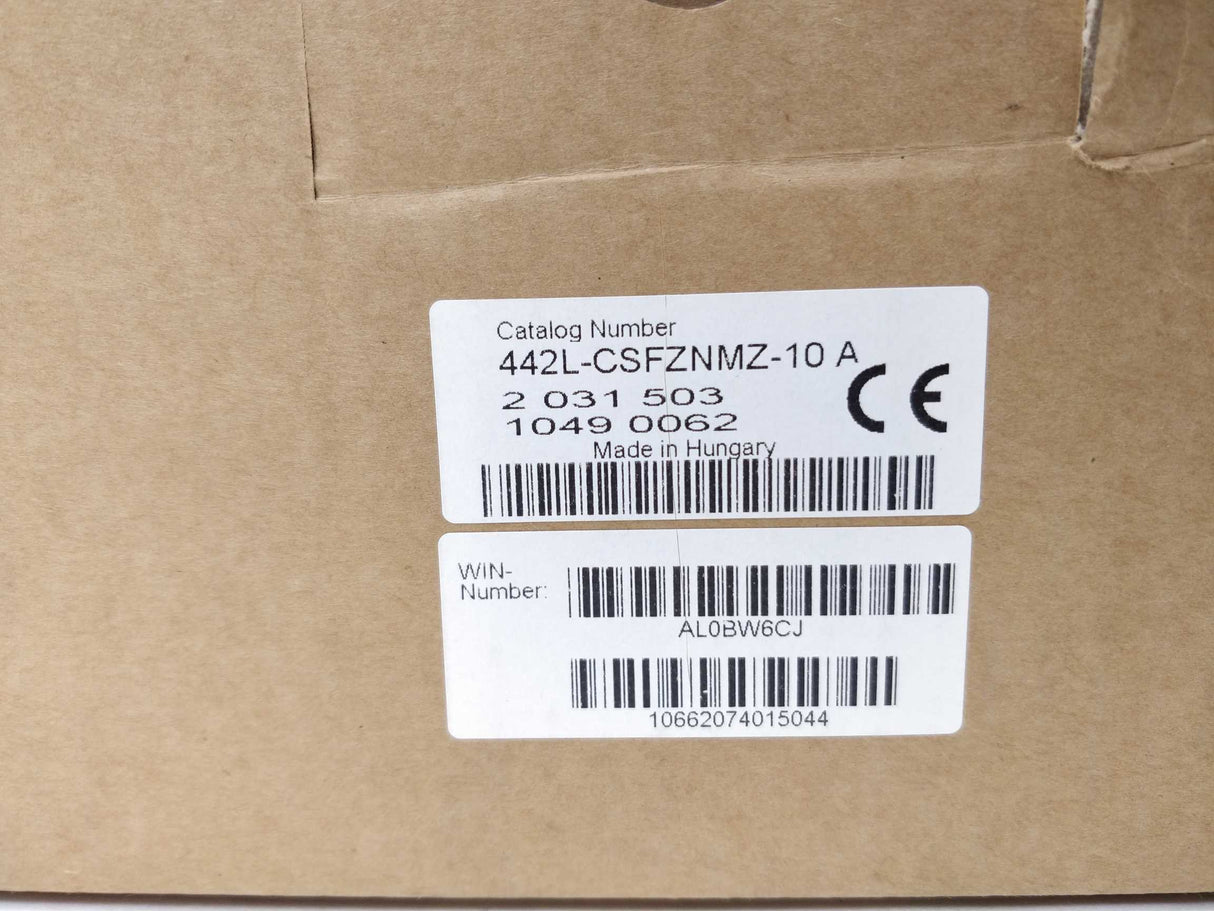 Catalog Number
442L-CSFZNMZ-10 A
2 031 503
1049 0062
CE
Made in Hungary
WIN-
Number:
AL0BW6CJ
10662074015044